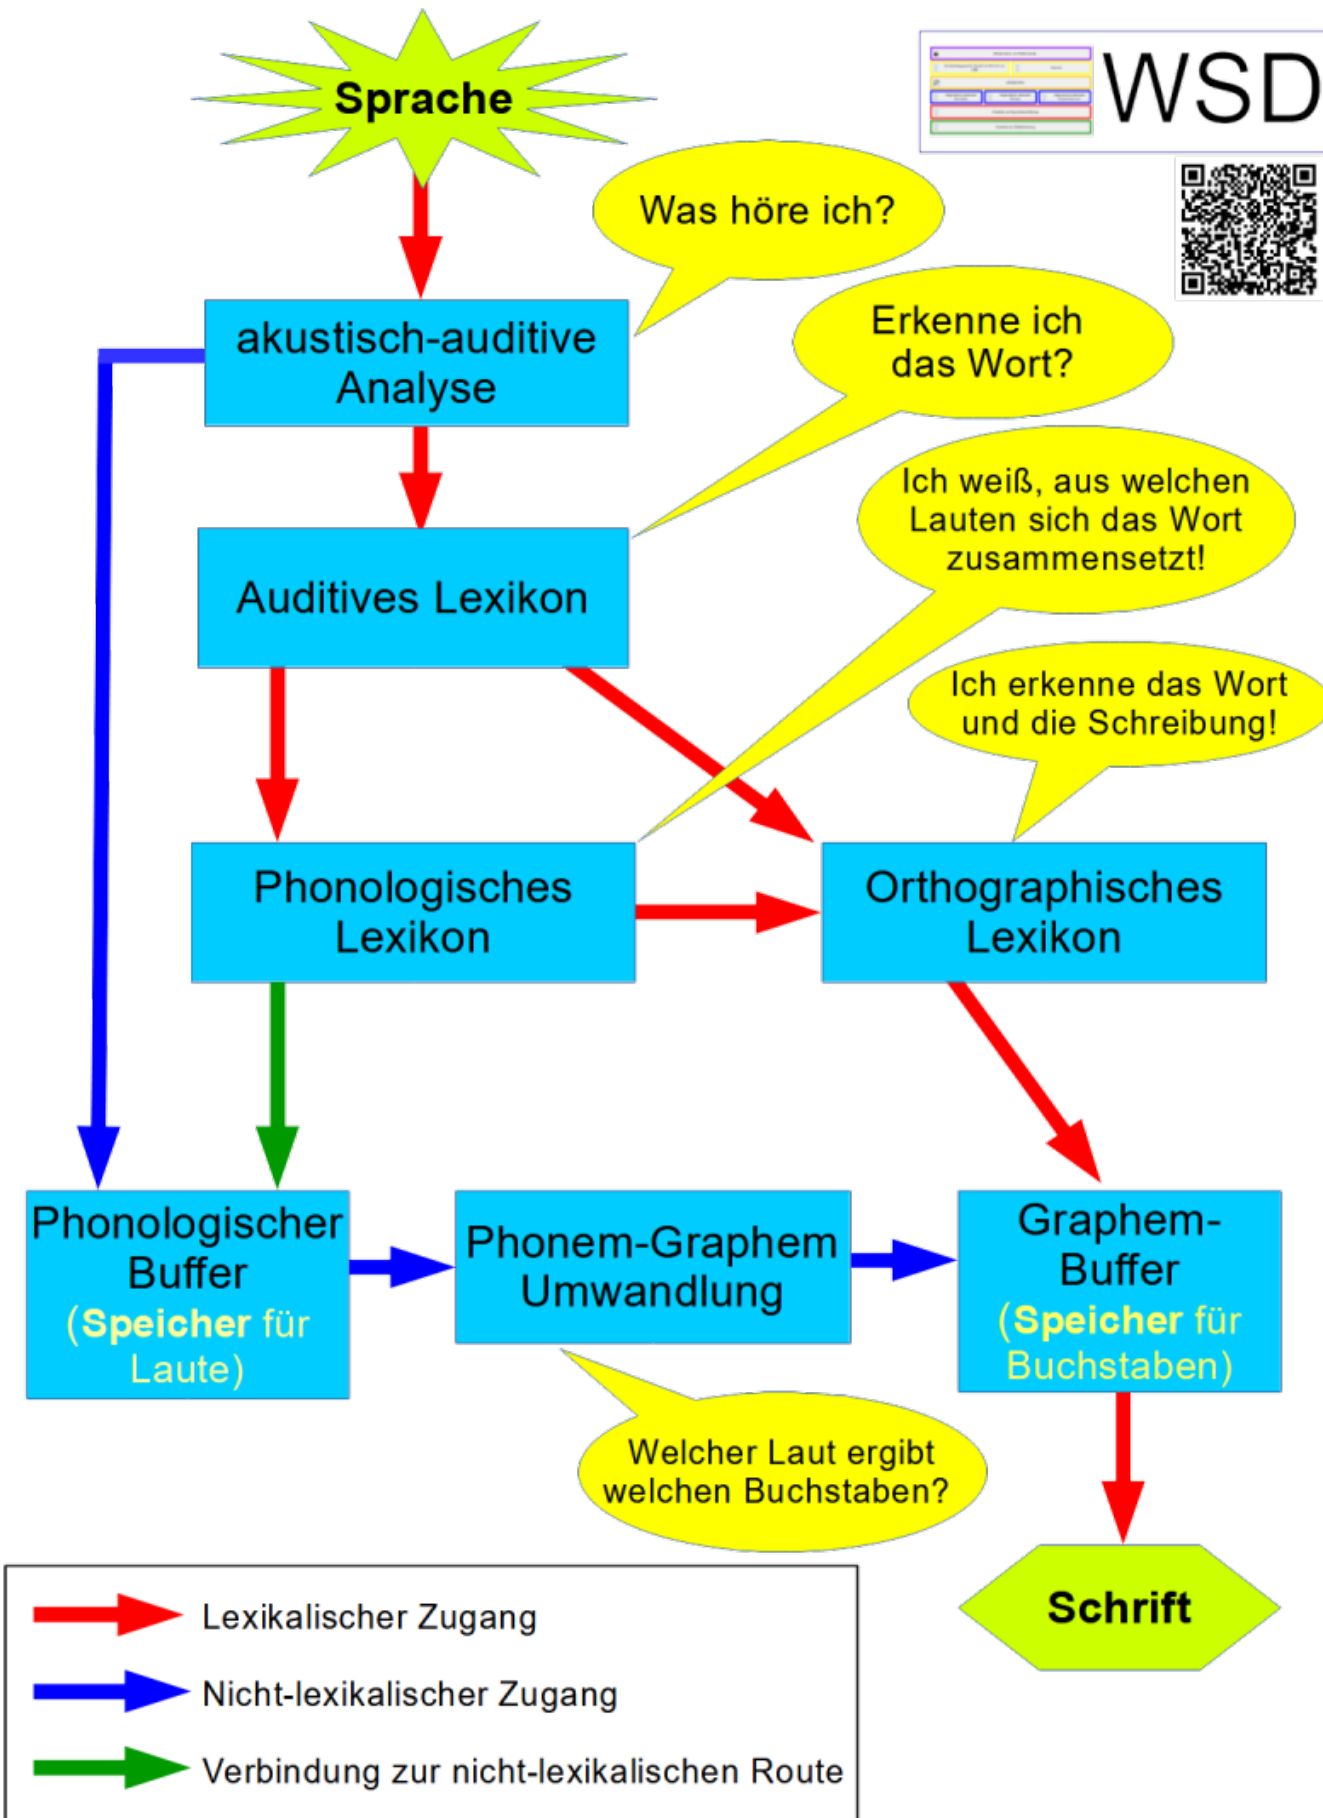 Sprache
WSD
Was höre ich?
akustisch-auditive
Analyse
Erkenne ich
das Wort?
Auditives Lexikon
Ich weiß, aus welchen
Lauten sich das Wort
zusammensetzt!
Ich erkenne das Wort
und die Schreibung!
Phonologisches
Lexikon
Orthographisches
Lexikon
Phonologischer
Buffer
(Speicher für
Laute)
Phonem-Graphem
Umwandlung
Graphem-
Buffer
(Speicher für
Buchstaben)
Welcher Laut ergibt
welchen Buchstaben?
Schrift
Lexikalischer Zugang
Nicht-lexikalischer Zugang
Verbindung zur nicht-lexikalischen Route